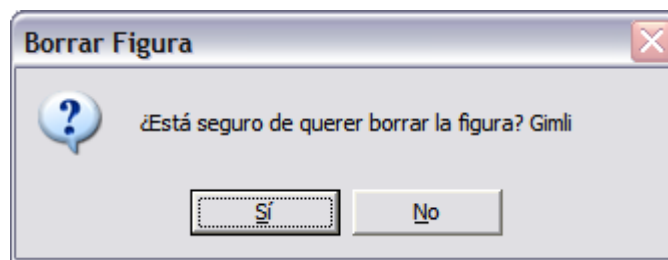 Borrar Figura
¿Está seguro de querer borrar la figura? Gimli
Sí No